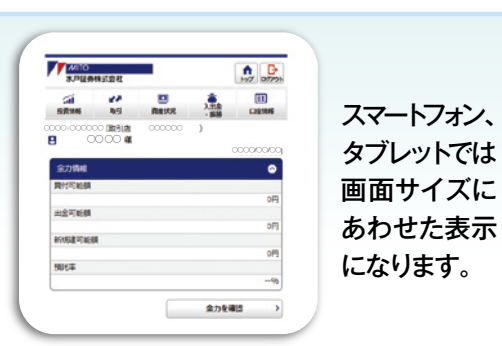 MITO
水戸証券株式会社
トップ ログアウト
投資情報 取引 資産状況 入出金・振替 口座情報
○○○○-○○○○○○ (取引店 ○○○○○○ )
○○ ○○ 様
○○○○/○○/○○
余力情報
買付可能額
0円
出金可能額
0円
新規建可能額
0円
預託率
--%
余力を確認
スマートフォン、
タブレットでは
画面サイズに
あわせた表示
になります。